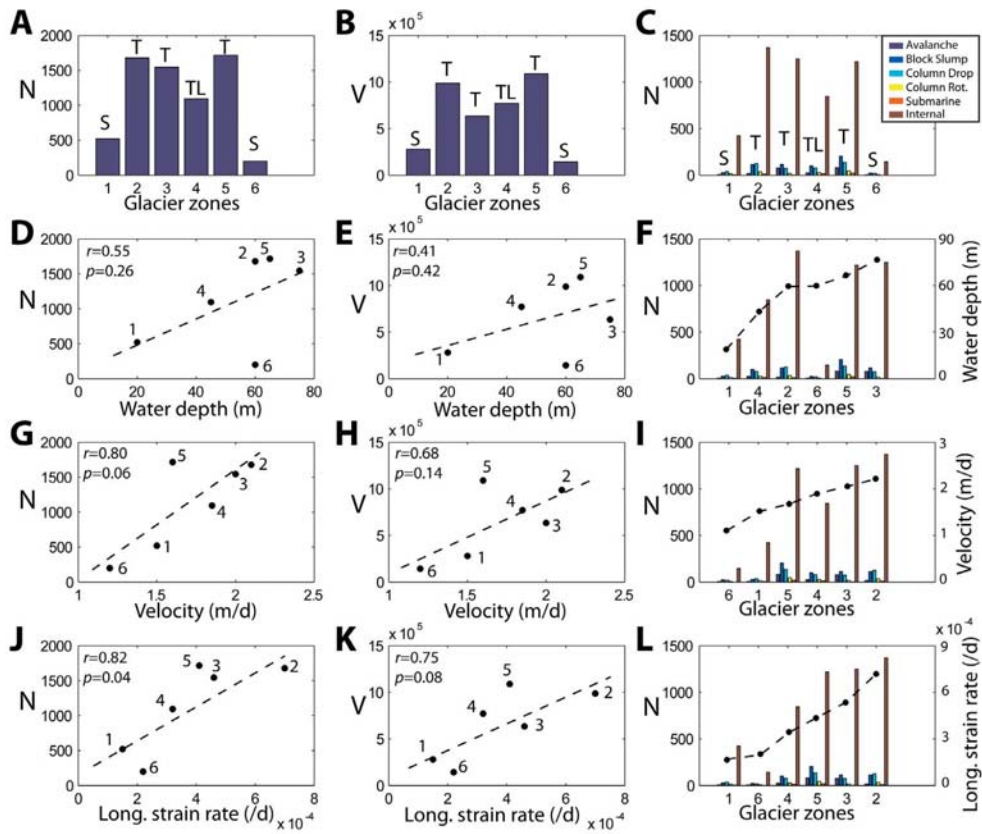 A
N
2000
1500
1000
500
0
S
T
T
TL
T
S
1 2 3 4 5 6
Glacier zones
B
x 10^5
V
15
10
5
0
S
T
T
TL
T
S
1 2 3 4 5 6
Glacier zones
C
N
1500
1000
500
0
Avalanche
Block Slump
Column Drop
Column Rot.
Submarine
Internal
S T T TL T S
1 2 3 4 5 6
Glacier zones
D
N
2000
1500
1000
500
0
r=0.55
p=0.26
2 5 3
4
1
6
0 20 40 60 80
Water depth (m)
E
x 10^5
V
15
10
5
0
r=0.41
p=0.42
5
2
4
3
1
6
0 20 40 60 80
Water depth (m)
F
N
1500
1000
500
0
90
60
30
0
Water depth (m)
1 4 2 6 5 3
Glacier zones
G
N
2000
1500
1000
500
0
r=0.80
p=0.06
5
2
3
4
1
6
1 1.5 2 2.5
Velocity (m/d)
H
x 10^5
V
15
10
5
0
r=0.68
p=0.14
5
2
4
3
1
6
1 1.5 2 2.5
Velocity (m/d)
I
N
1500
1000
500
0
3
2
1
0
Velocity (m/d)
6 1 5 4 3 2
Glacier zones
J
N
2000
1500
1000
500
0
r=0.82
p=0.04
5 3
2
4
1
6
0 2 4 6 8
Long. strain rate (/d) x 10^-4
K
x 10^5
V
15
10
5
0
r=0.75
p=0.08
5
2
4
3
1
6
0 2 4 6 8
Long. strain rate (/d) x 10^-4
L
N
1500
1000
500
0
x 10^-4
9
6
3
0
Long. strain rate (/d)
1 6 4 5 3 2
Glacier zones